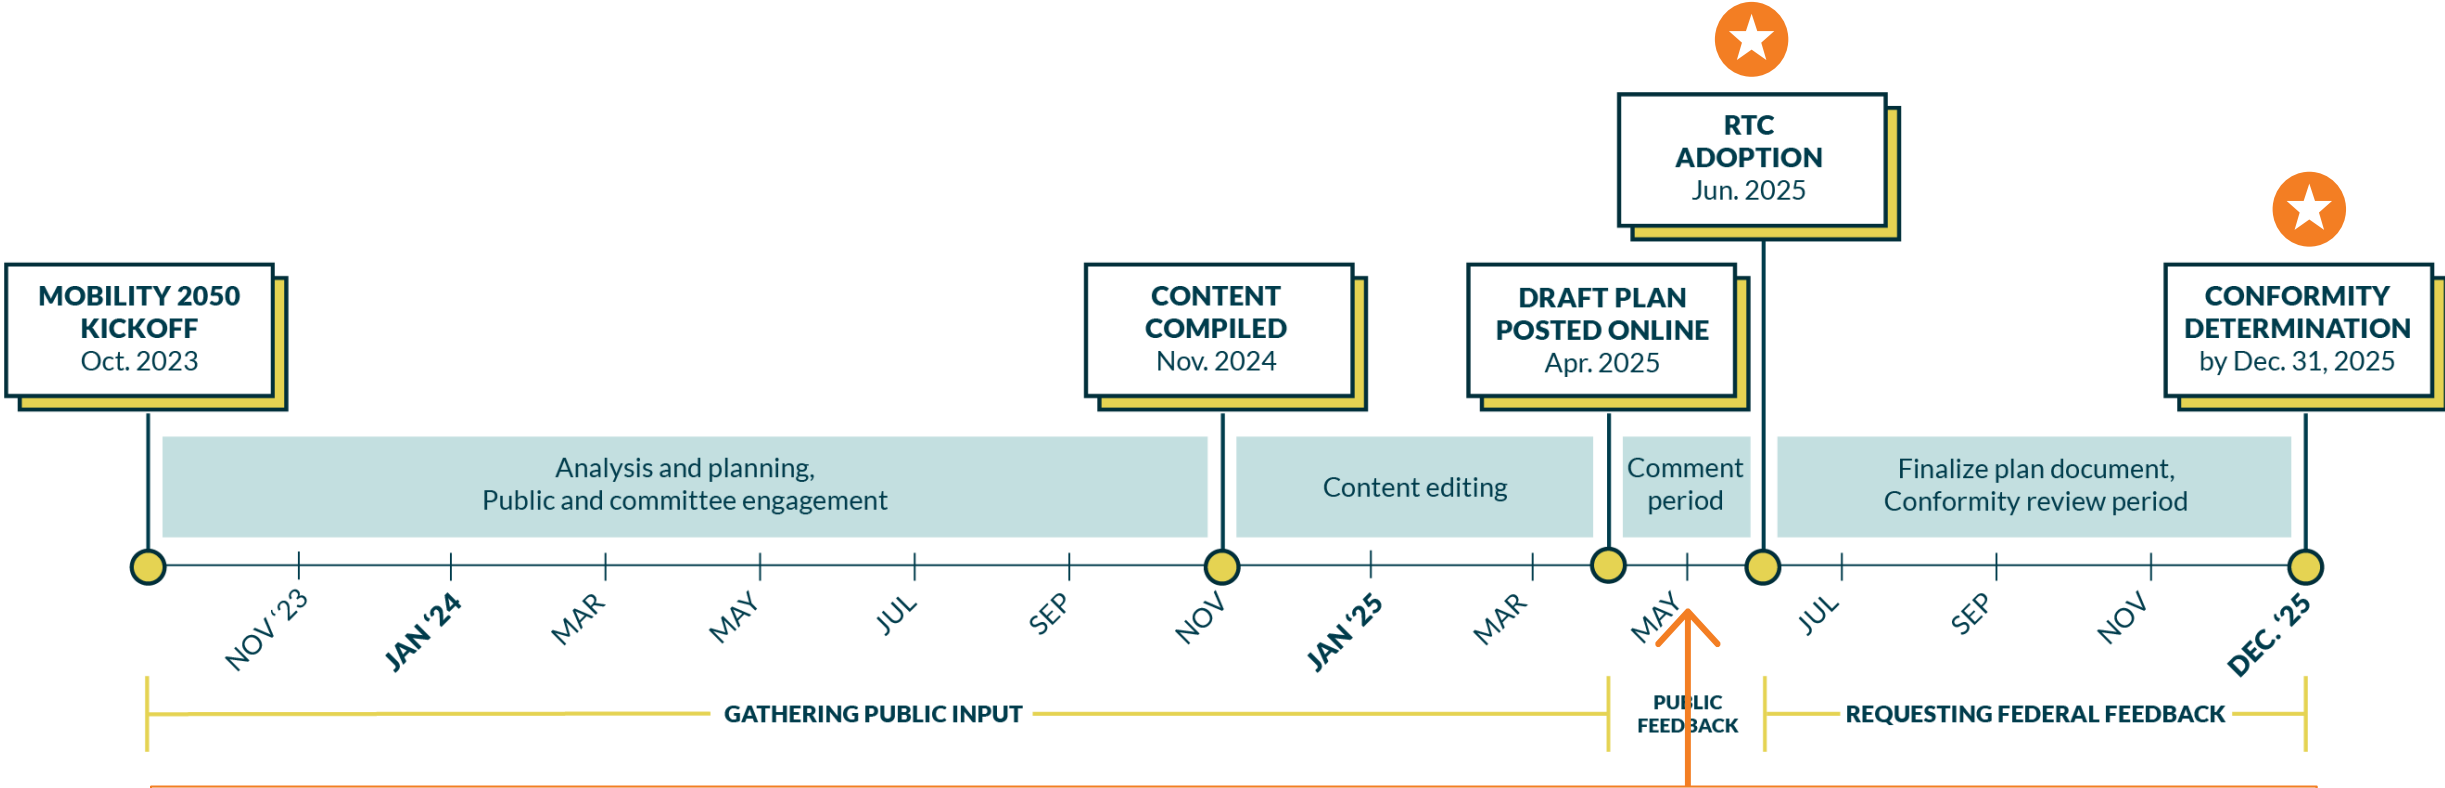 RTC
ADOPTION
Jun. 2025
MOBILITY 2050
KICKOFF
Oct. 2023
CONTENT
COMPILED
Nov. 2024
DRAFT PLAN
POSTED ONLINE
Apr. 2025
CONFORMITY
DETERMINATION
by Dec. 31, 2025
Analysis and planning,
Public and committee engagement
Content editing
Comment
period
Finalize plan document,
Conformity review period
NOV ‘23
JAN ‘24
MAR
MAY
JUL
SEP
NOV
JAN ‘25
MAR
MAY
JUL
SEP
NOV
DEC. ‘25
GATHERING PUBLIC INPUT
PUBLIC
FEEDBACK
REQUESTING FEDERAL FEEDBACK